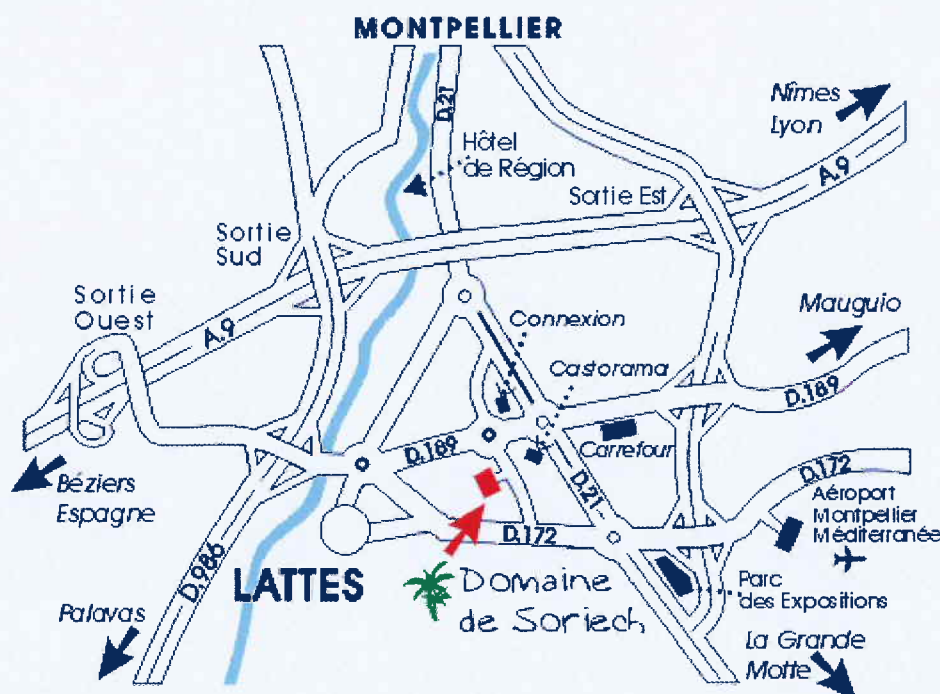 MONTPELLIER
D.21
Nîmes
Lyon
Hôtel
de Région
A.9
Sortie Est
Sortie
Sud
Sortie
Ouest
A.9
Connexion
Mauguio
Castorama
D.189
D.189
Carrefour
D.172
Béziers
Espagne
D.21
Aéroport
Montpellier
Méditerranée
D.172
D.986
LATTES
Domaine
de Soriech
Parc
des Expositions
Palavas
La Grande
Motte